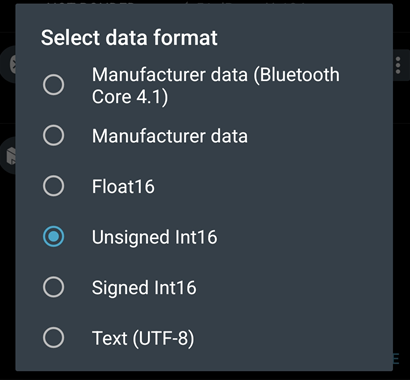 Select data format
Manufacturer data (Bluetooth
Core 4.1)
Manufacturer data
Float16
Unsigned Int16
Signed Int16
Text (UTF-8)